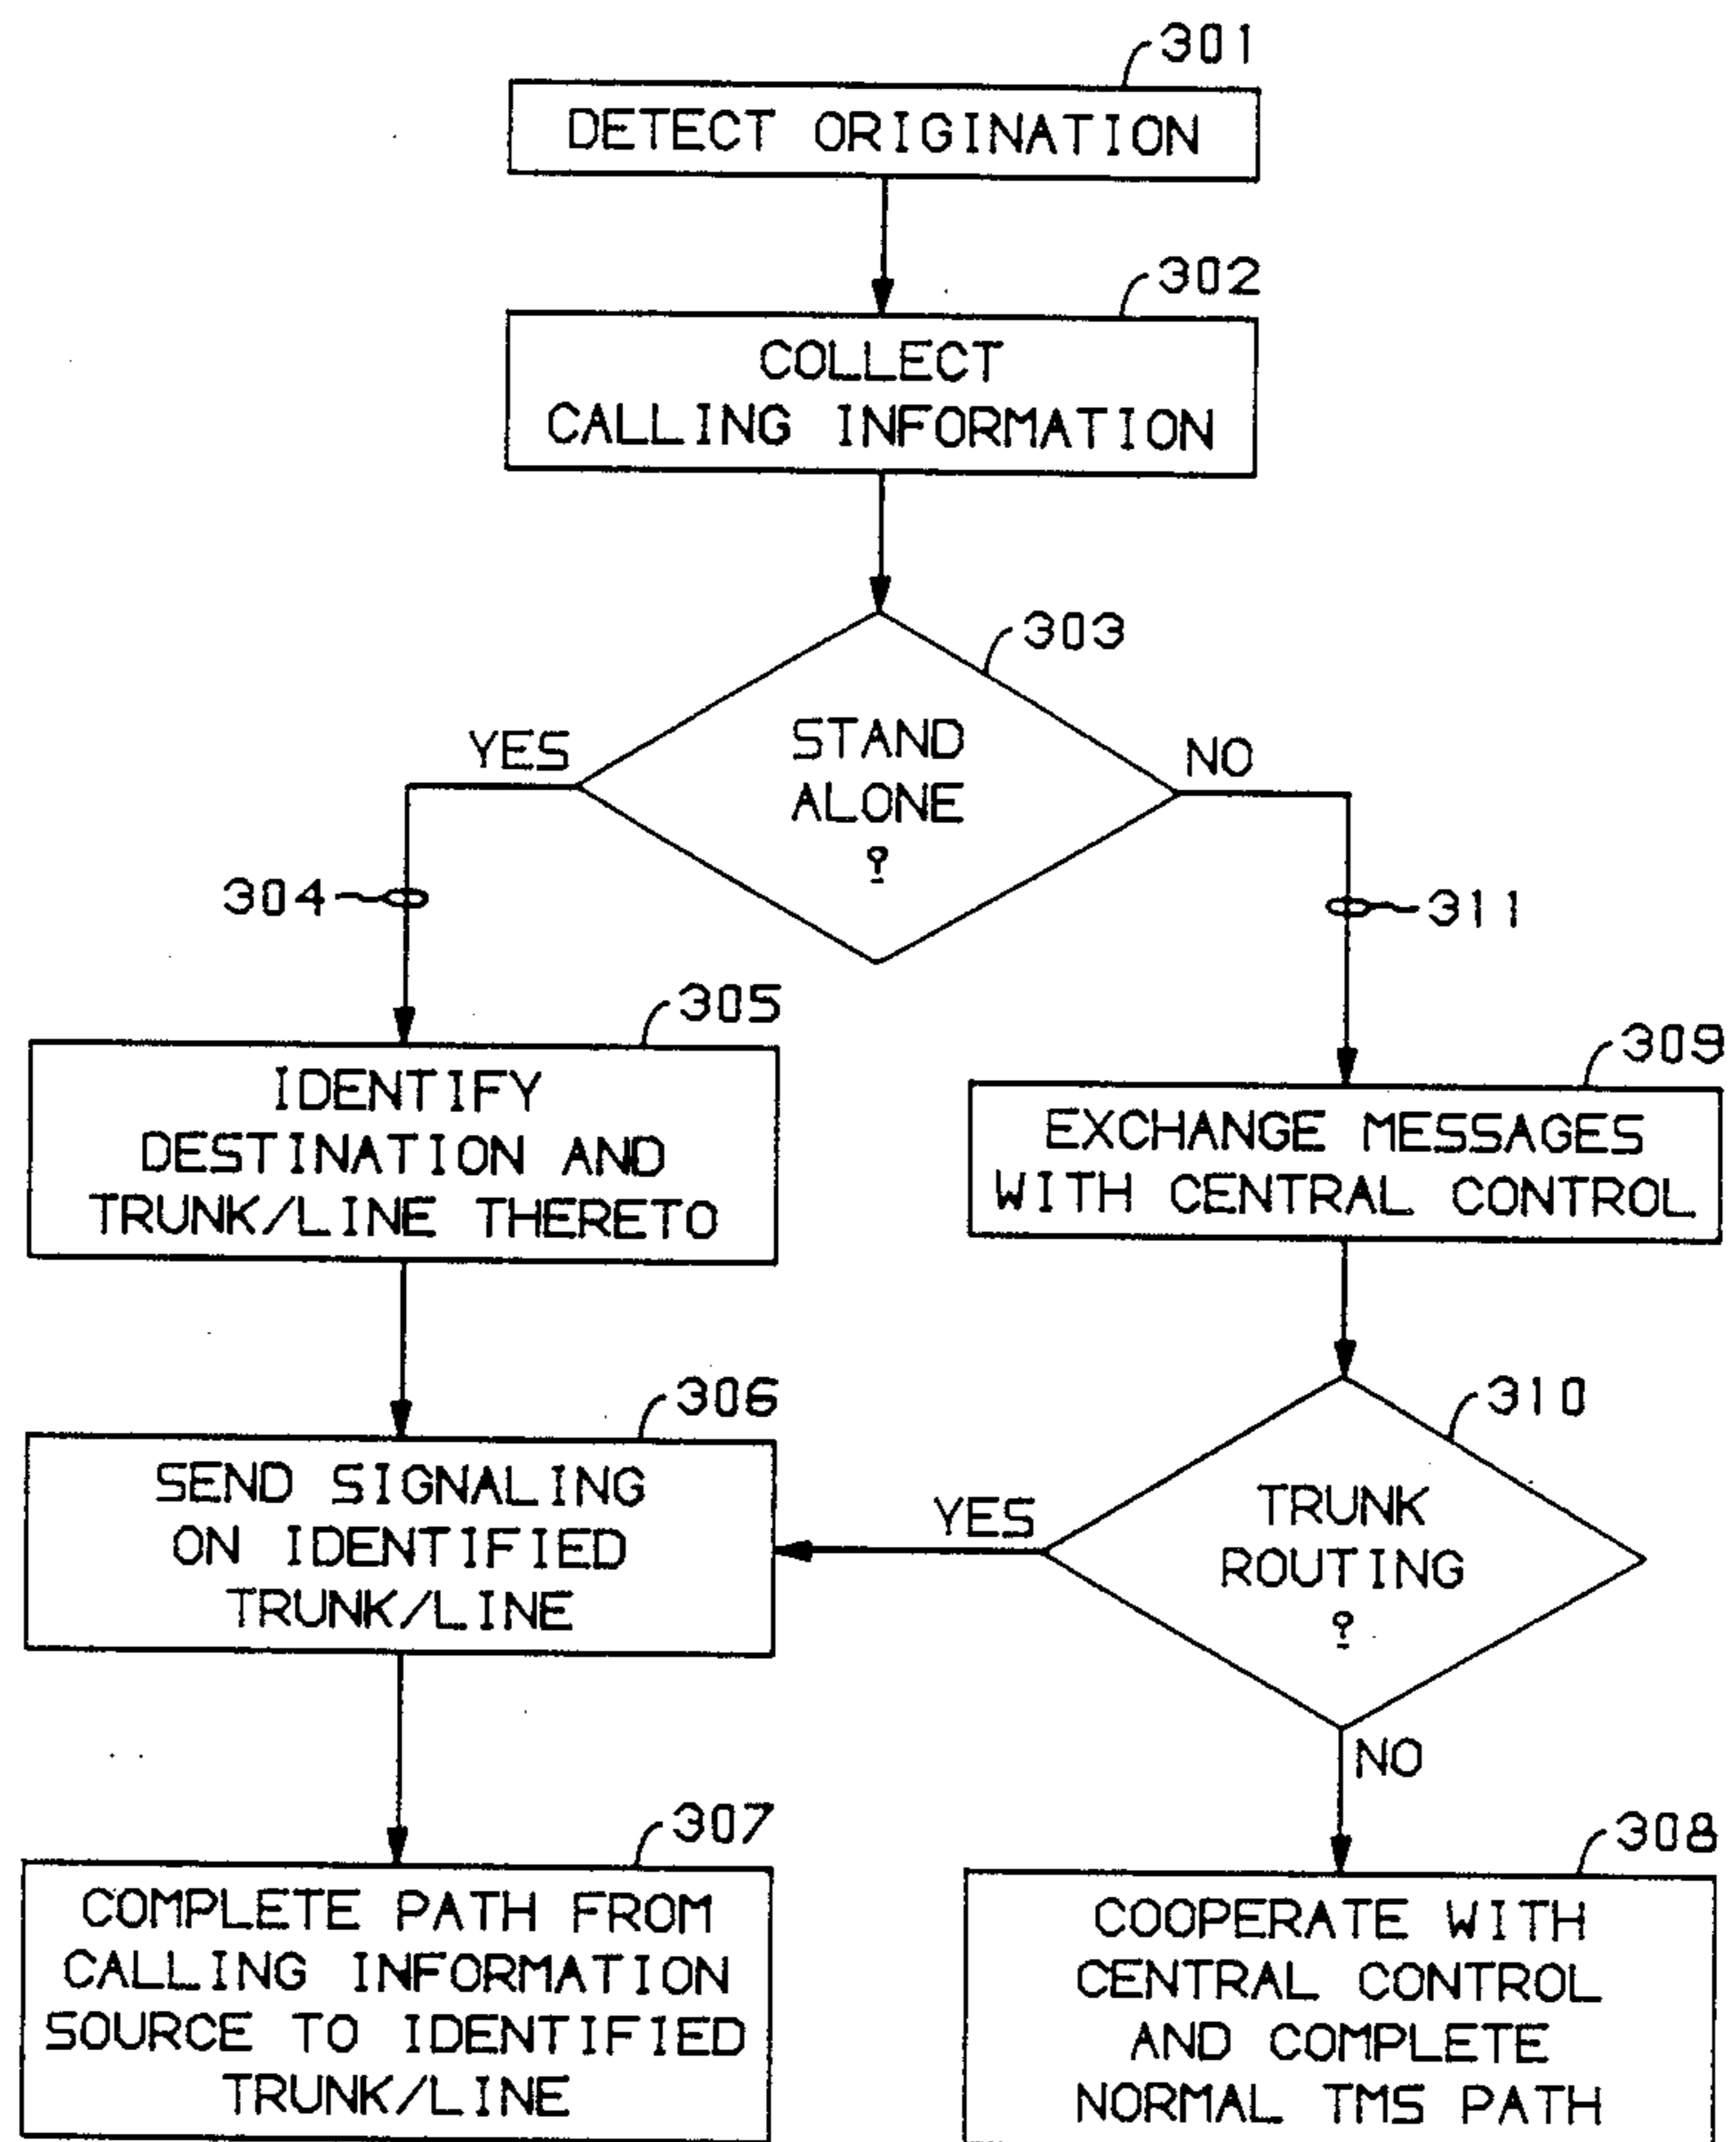 301
DETECT ORIGINATION
302
COLLECT
CALLING INFORMATION
303
STAND
ALONE
?
YES
NO
304
311
305
IDENTIFY
DESTINATION AND
TRUNK/LINE THERETO
309
EXCHANGE MESSAGES
WITH CENTRAL CONTROL
306
SEND SIGNALING
ON IDENTIFIED
TRUNK/LINE
310
TRUNK
ROUTING
?
YES
NO
307
COMPLETE PATH FROM
CALLING INFORMATION
SOURCE TO IDENTIFIED
TRUNK/LINE
308
COOPERATE WITH
CENTRAL CONTROL
AND COMPLETE
NORMAL TMS PATH